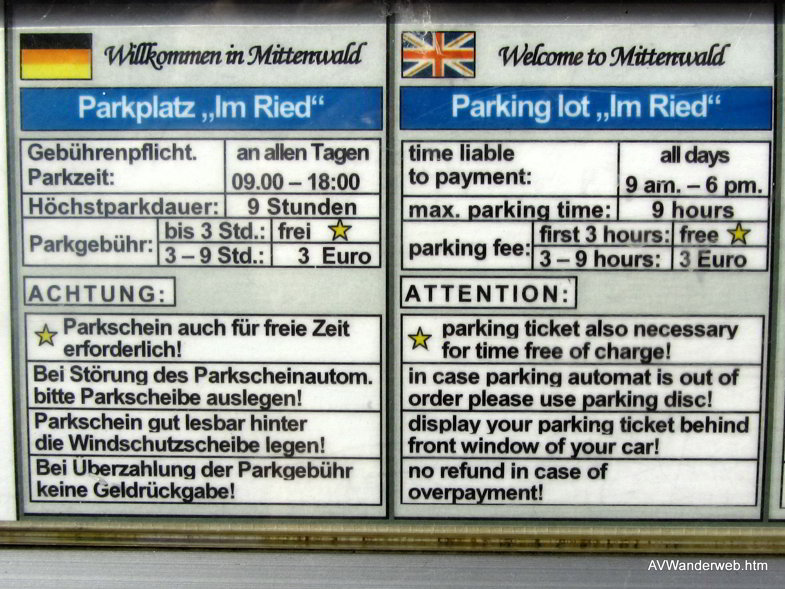 Willkommen in Mittenwald
Parkplatz „Im Ried“
Gebührenpflicht. an allen Tagen
Parkzeit: 09.00 – 18:00
Höchstparkdauer: 9 Stunden
Parkgebühr: bis 3 Std.: frei
3 – 9 Std.: 3 Euro
ACHTUNG:
Parkschein auch für freie Zeit
erforderlich!
Bei Störung des Parkscheinautom.
bitte Parkscheibe auslegen!
Parkschein gut lesbar hinter
die Windschutzscheibe legen!
Bei Überzahlung der Parkgebühr
keine Geldrückgabe!
Welcome to Mittenwald
Parking lot „Im Ried“
time liable all days
to payment: 9 am. – 6 pm.
max. parking time: 9 hours
parking fee: first 3 hours: free
3 – 9 hours: 3 Euro
ATTENTION:
parking ticket also necessary
for time free of charge!
in case parking automat is out of
order please use parking disc!
display your parking ticket behind
front window of your car!
no refund in case of
overpayment!
AVWanderweb.htm